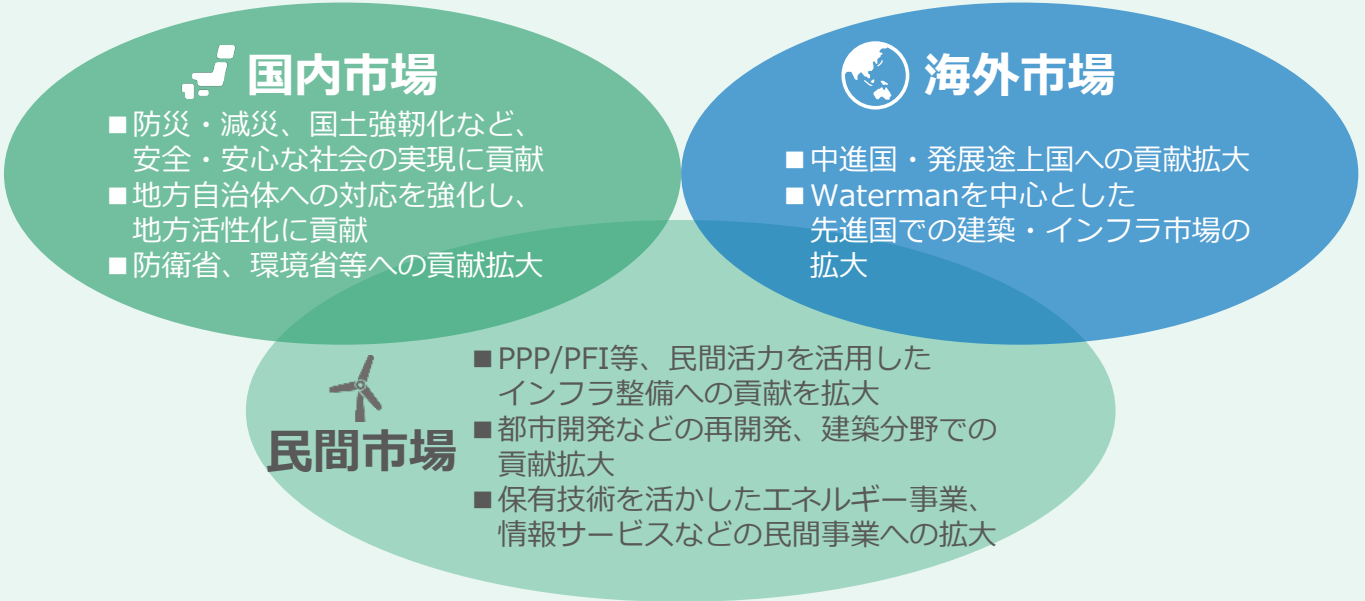 国内市場
■防災・減災、国土強靭化など、
安全・安心な社会の実現に貢献
■地方自治体への対応を強化し、
地方活性化に貢献
■防衛省、環境省等への貢献拡大
海外市場
■中進国・発展途上国への貢献拡大
■Watermanを中心とした
先進国での建築・インフラ市場の
拡大
民間市場
■PPP/PFI等、民間活力を活用した
インフラ整備への貢献を拡大
■都市開発などの再開発、建築分野での
貢献拡大
■保有技術を活かしたエネルギー事業、
情報サービスなどの民間事業への拡大